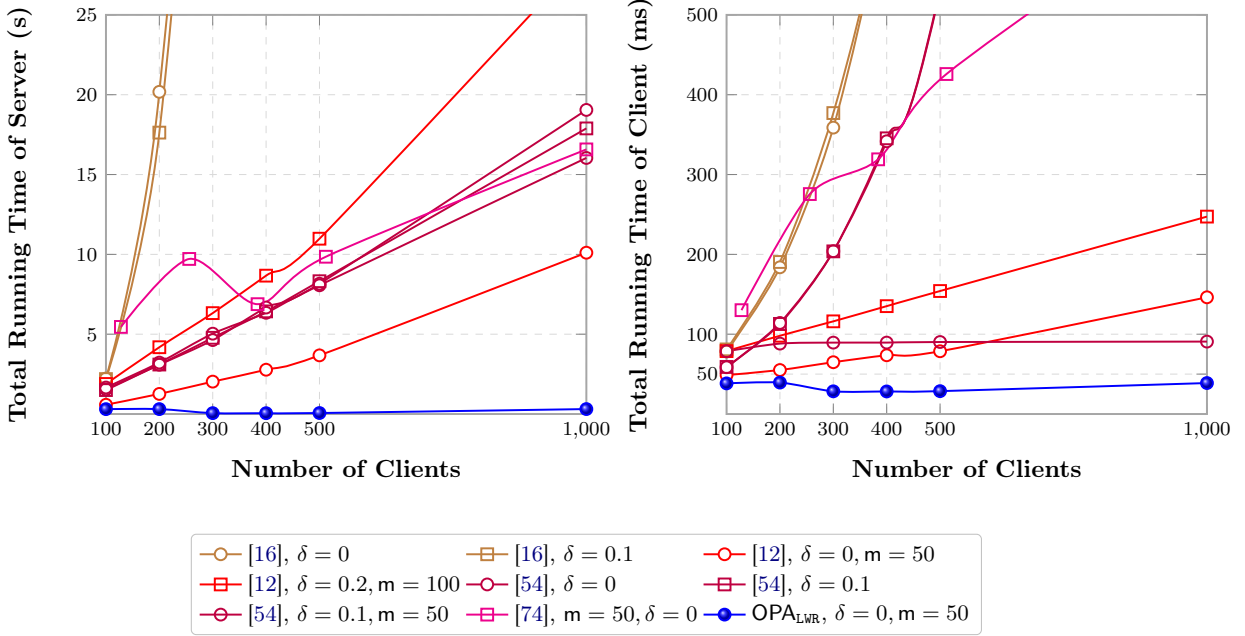 Total Running Time of Server (s)
25
20
15
10
5
100
200
300
400
500
1,000
Number of Clients
Total Running Time of Client (ms)
500
400
300
200
100
50
100
200
300
400
500
1,000
Number of Clients
[16], δ = 0
[16], δ = 0.1
[12], δ = 0, m = 50
[12], δ = 0.2, m = 100
[54], δ = 0
[54], δ = 0.1
[54], δ = 0.1, m = 50
[74], m = 50, δ = 0
OPA_LWR, δ = 0, m = 50